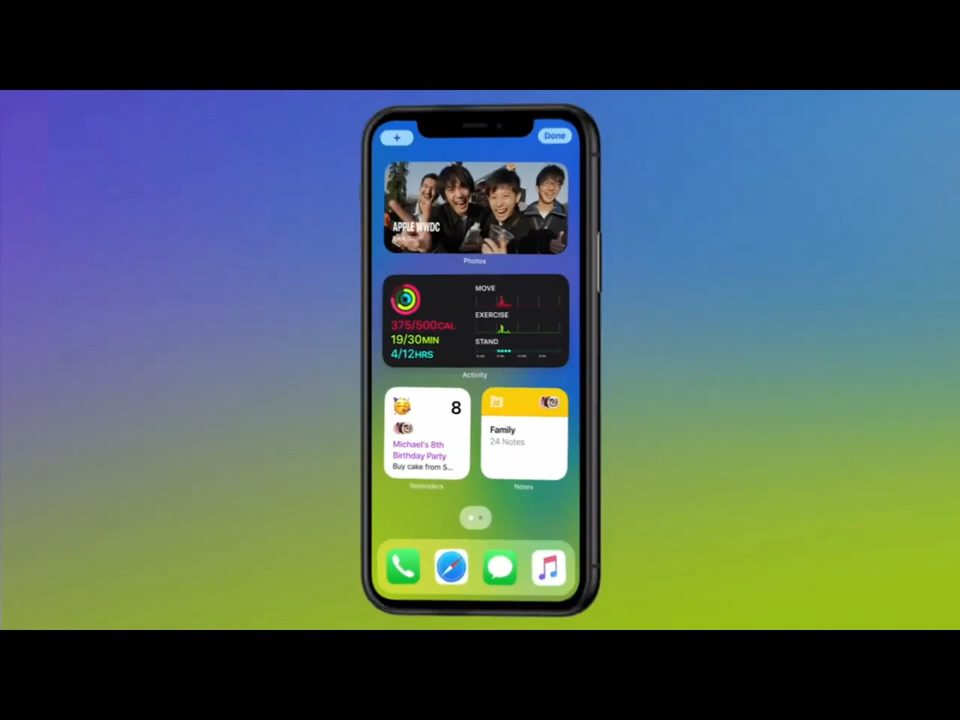 +
Done
APPLE WWDC
Photos
375/500CAL
19/30MIN
4/12HRS
MOVE
EXERCISE
STAND
Activity
8
Michael's 8th
Birthday Party
Buy cake from S...
Reminders
Family
24 Notes
Notes